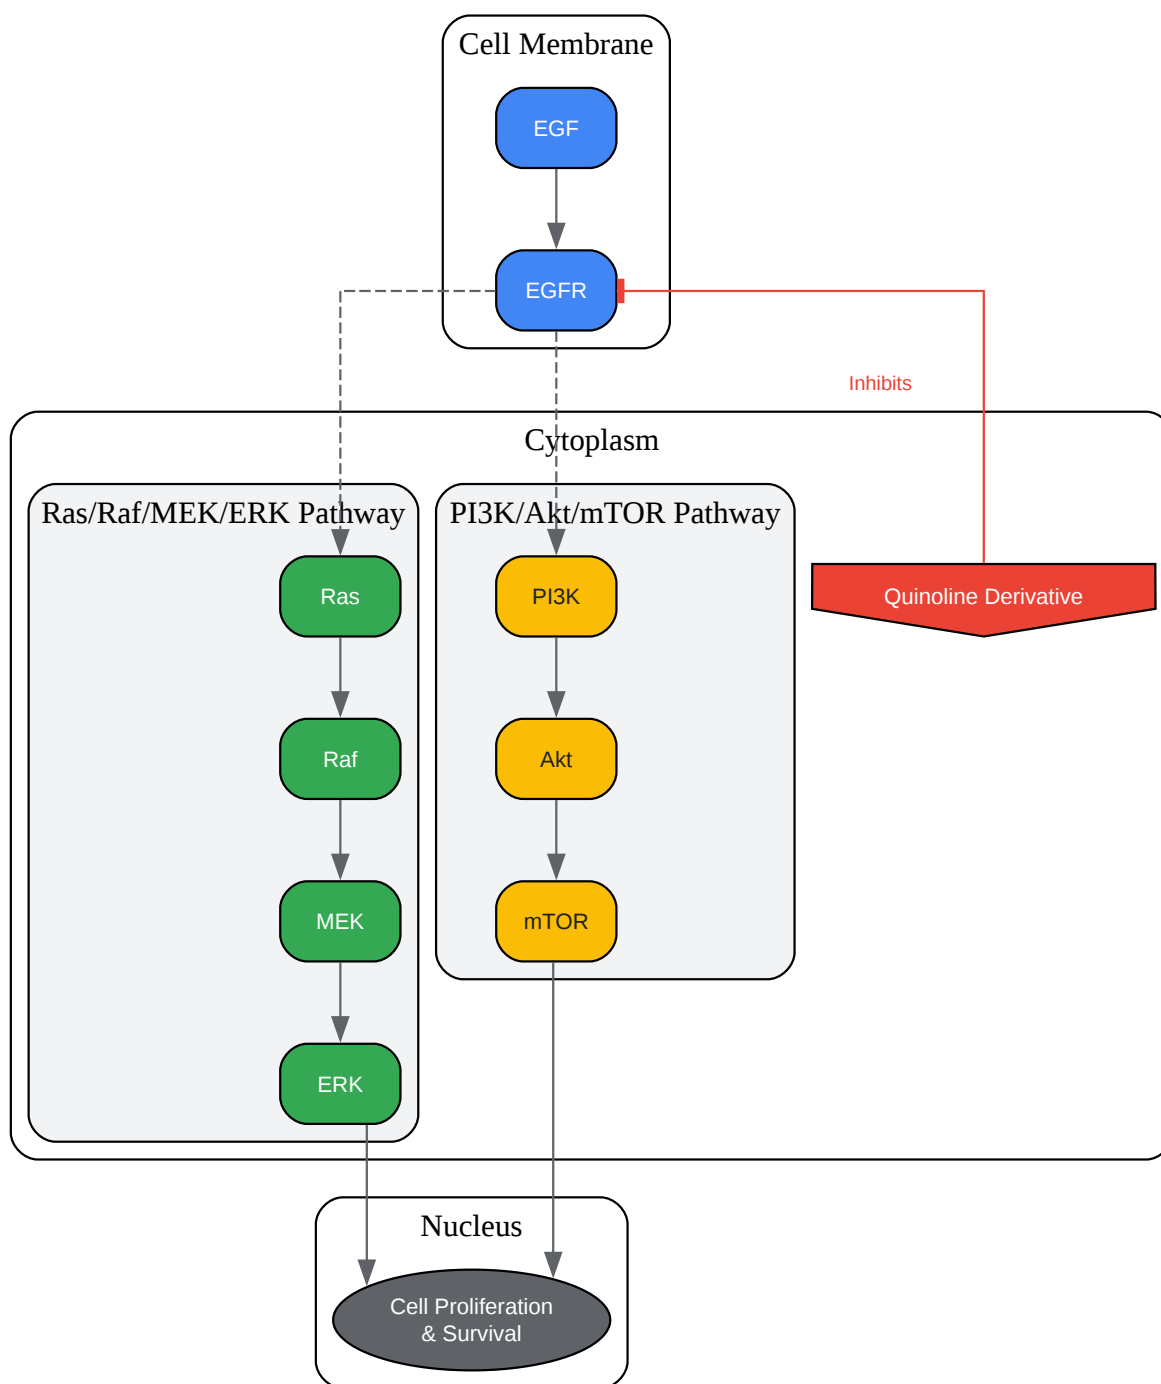 Cell Membrane
EGF
EGFR
Inhibits
Cytoplasm
Ras/Raf/MEK/ERK Pathway
PI3K/Akt/mTOR Pathway
Ras
PI3K
Quinoline Derivative
Raf
Akt
MEK
mTOR
ERK
Nucleus
Cell Proliferation
& Survival